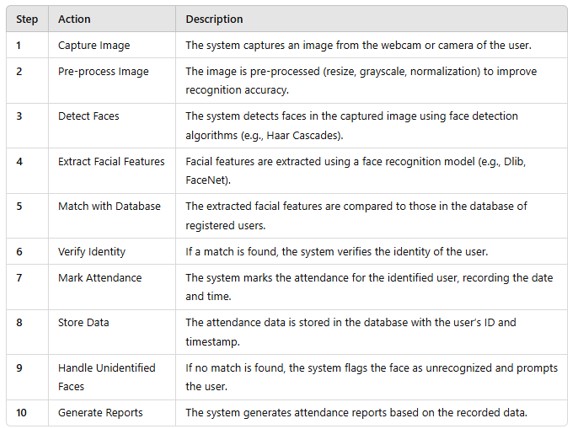 Step Action Description
1 Capture Image The system captures an image from the webcam or camera of the user.
2 Pre-process Image The image is pre-processed (resize, grayscale, normalization) to improve
recognition accuracy.
3 Detect Faces The system detects faces in the captured image using face detection
algorithms (e.g., Haar Cascades).
4 Extract Facial Features Facial features are extracted using a face recognition model (e.g., Dlib,
FaceNet).
5 Match with Database The extracted facial features are compared to those in the database of
registered users.
6 Verify Identity If a match is found, the system verifies the identity of the user.
7 Mark Attendance The system marks the attendance for the identified user, recording the date
and time.
8 Store Data The attendance data is stored in the database with the user's ID and
timestamp.
9 Handle Unidentified If no match is found, the system flags the face as unrecognized and prompts
Faces the user.
10 Generate Reports The system generates attendance reports based on the recorded data.